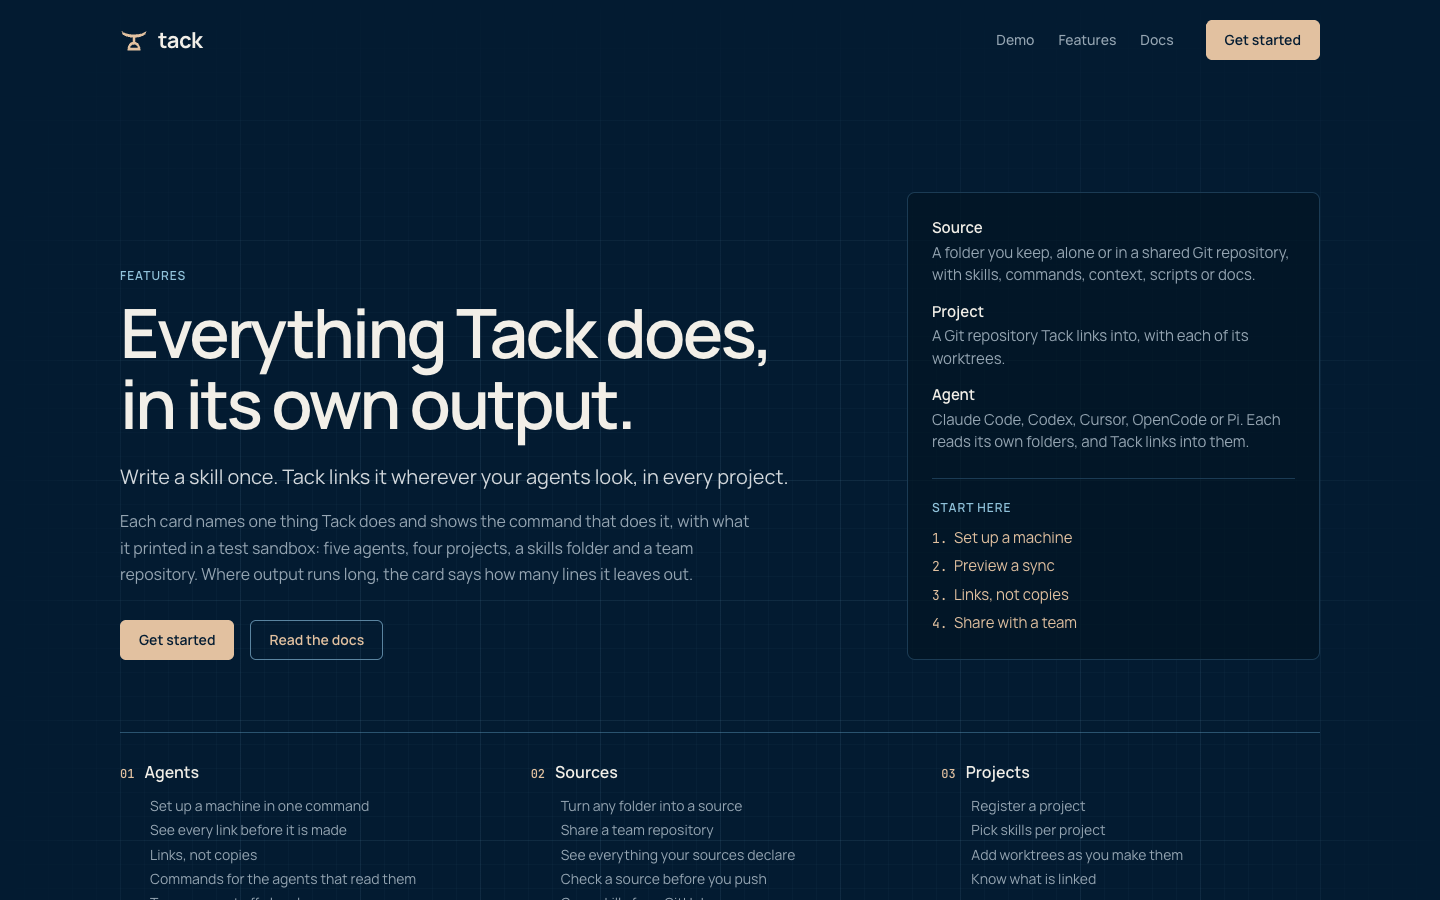 tack
Demo
Features
Docs
Get started
FEATURES
Everything Tack does,
in its own output.
Write a skill once. Tack links it wherever your agents look, in every project.
Each card names one thing Tack does and shows the command that does it, with what
it printed in a test sandbox: five agents, four projects, a skills folder and a team
repository. Where output runs long, the card says how many lines it leaves out.
Get started
Read the docs
Source
A folder you keep, alone or in a shared Git repository,
with skills, commands, context, scripts or docs.
Project
A Git repository Tack links into, with each of its
worktrees.
Agent
Claude Code, Codex, Cursor, OpenCode or Pi. Each
reads its own folders, and Tack links into them.
START HERE
1. Set up a machine
2. Preview a sync
3. Links, not copies
4. Share with a team
01 Agents
Set up a machine in one command
See every link before it is made
Links, not copies
Commands for the agents that read them
02 Sources
Turn any folder into a source
Share a team repository
See everything your sources declare
Check a source before you push
03 Projects
Register a project
Pick skills per project
Add worktrees as you make them
Know what is linked